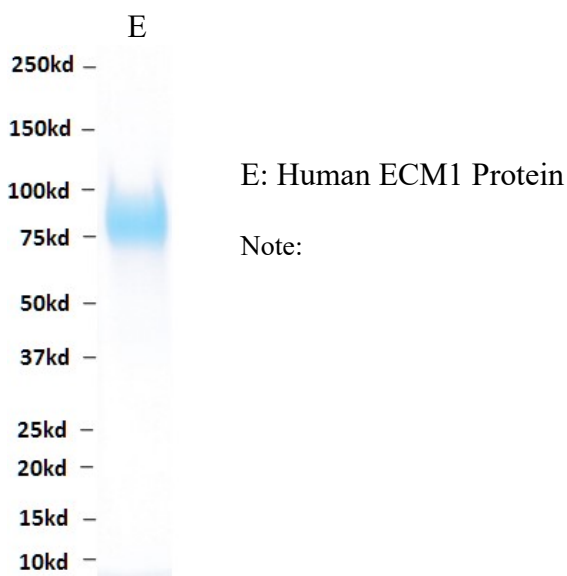 E
250kd
150kd
100kd
E: Human ECM1 Protein
75kd
Note:
50kd
37kd
25kd
20kd
15kd
10kd